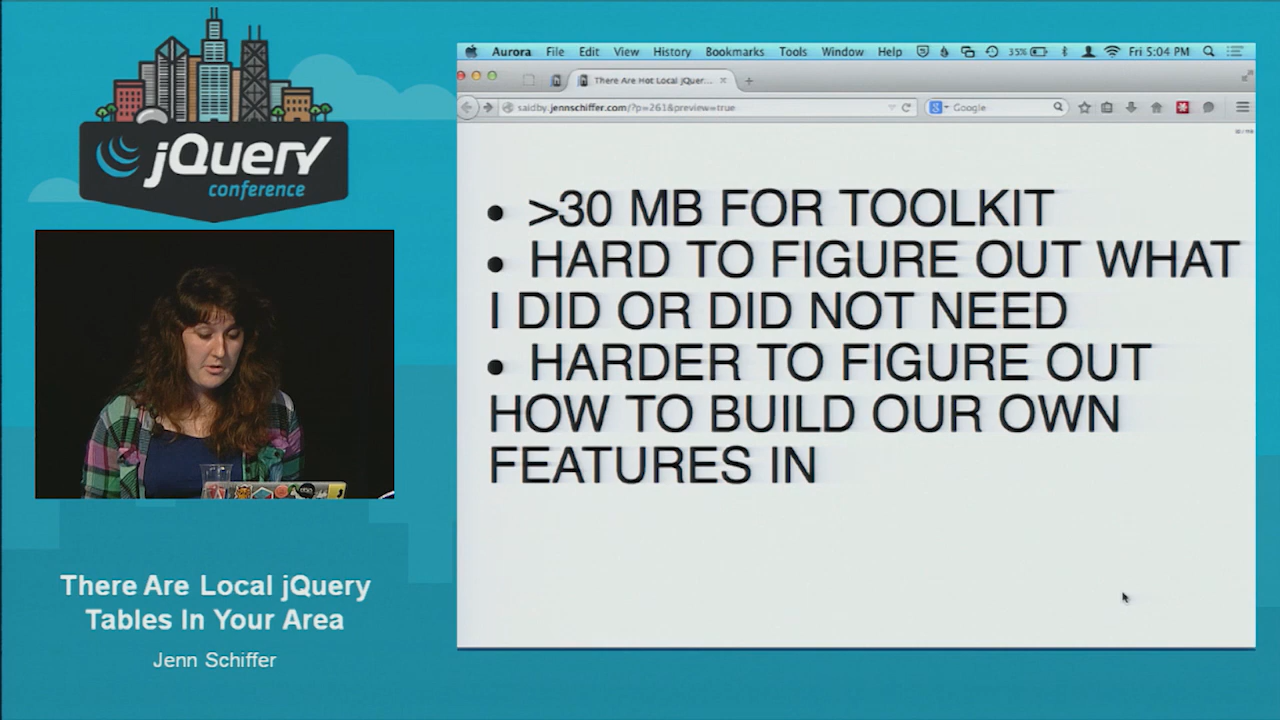 jQuery
conference
There Are Local jQuery
Tables In Your Area
Jenn Schiffer
Aurora File Edit View History Bookmarks Tools Window Help 35% Fri 5:04 PM
There Are Hot Local jQuer...
saidby.jennschiffer.com/?p=261&preview=true
Google
• >30 MB FOR TOOLKIT
• HARD TO FIGURE OUT WHAT
I DID OR DID NOT NEED
• HARDER TO FIGURE OUT
HOW TO BUILD OUR OWN
FEATURES IN